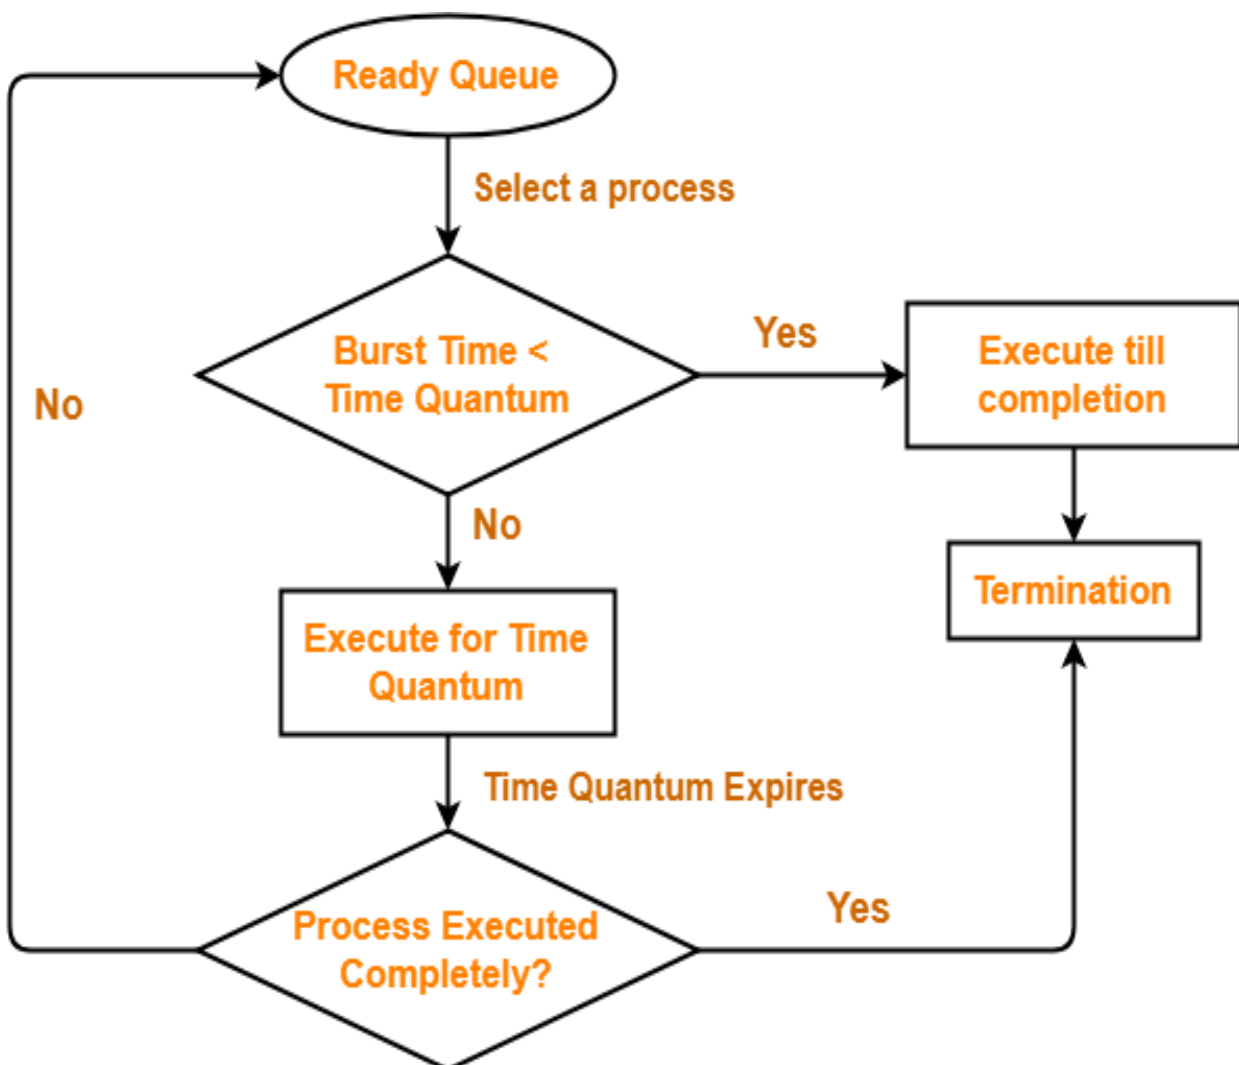 Ready Queue
Select a process
Burst Time <
Time Quantum
Yes
Execute till
completion
No
No
Termination
Execute for Time
Quantum
Time Quantum Expires
Process Executed
Completely?
Yes